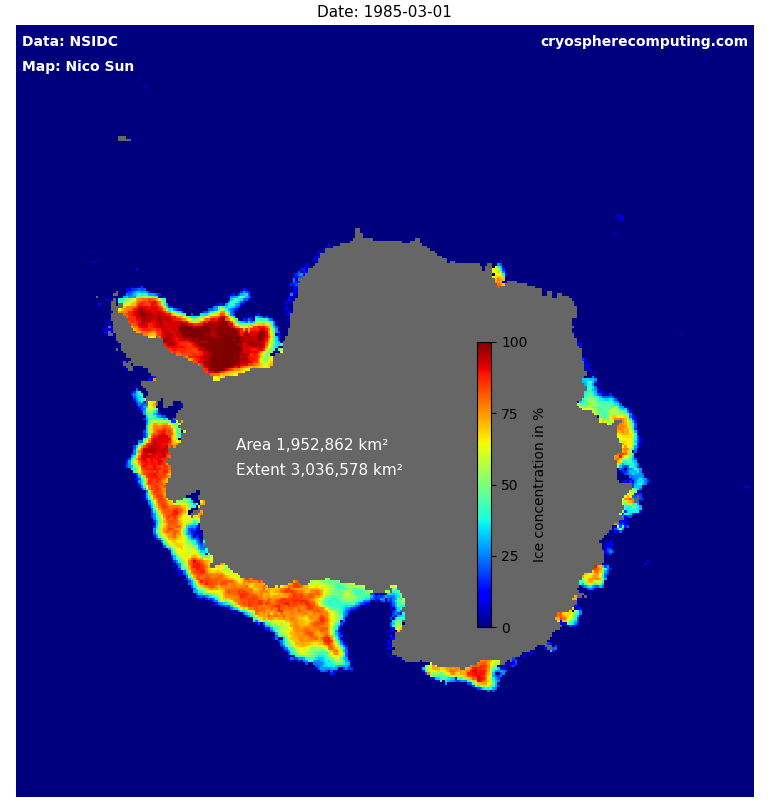 Date: 1985-03-01
Data: NSIDC
cryospherecomputing.com
Map: Nico Sun
100
75
50
25
0
Ice concentration in %
Area 1,952,862 km²
Extent 3,036,578 km²